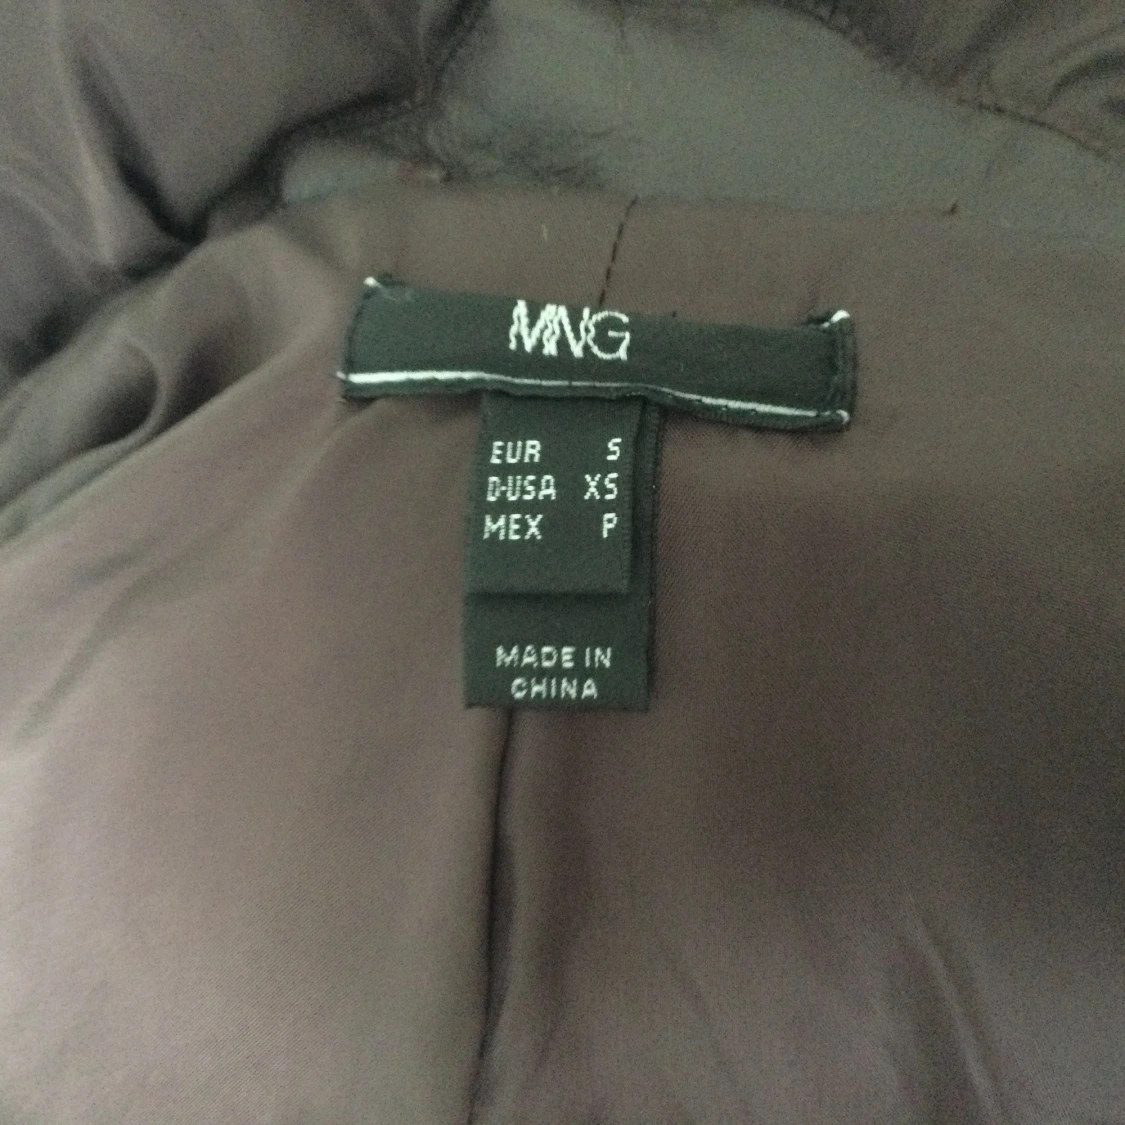 MNG
EUR S
D-USA XS
MEX P
MADE IN
CHINA